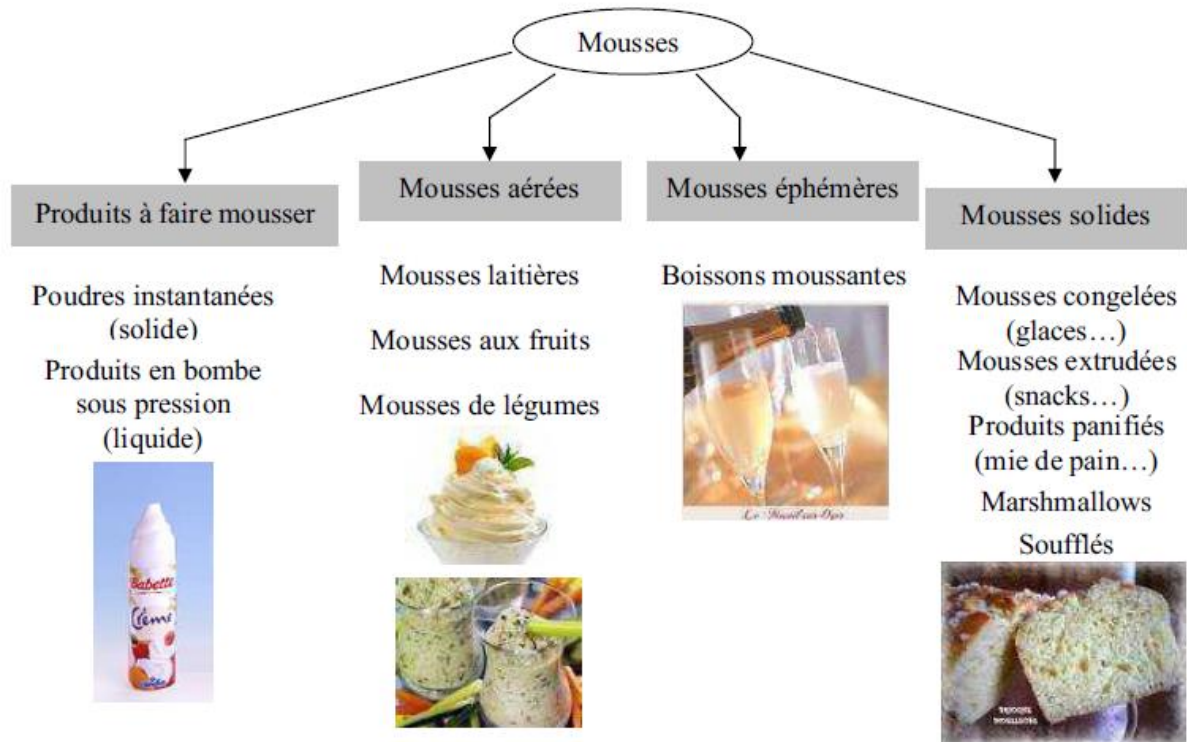 Mousses
Produits à faire mousser
Poudres instantanées
(solide)
Produits en bombe
sous pression
(liquide)
Babette
Crème
Mousses aérées
Mousses laitières
Mousses aux fruits
Mousses de légumes
Mousses éphémères
Boissons moussantes
Mousses solides
Mousses congelées
(glaces…)
Mousses extrudées
(snacks…)
Produits panifiés
(mie de pain…)
Marshmallows
Soufflés